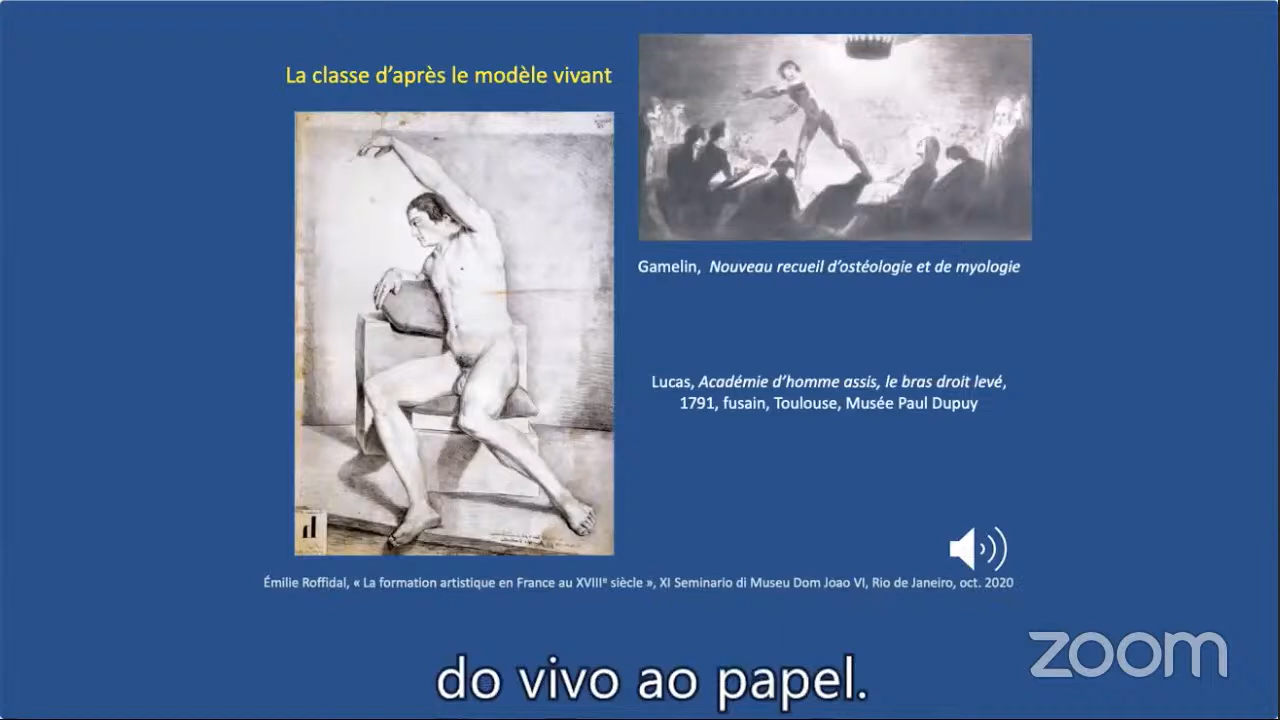 La classe d'après le modèle vivant
Gamelin, Nouveau recueil d'ostéologie et de myologie
Lucas, Académie d'homme assis, le bras droit levé,
1791, fusain, Toulouse, Musée Paul Dupuy
Émilie Roffidal, « La formation artistique en France au XVIIIᵉ siècle », XI Seminario di Museu Dom Joao VI, Rio de Janeiro, oct. 2020
zoom
do vivo ao papel.